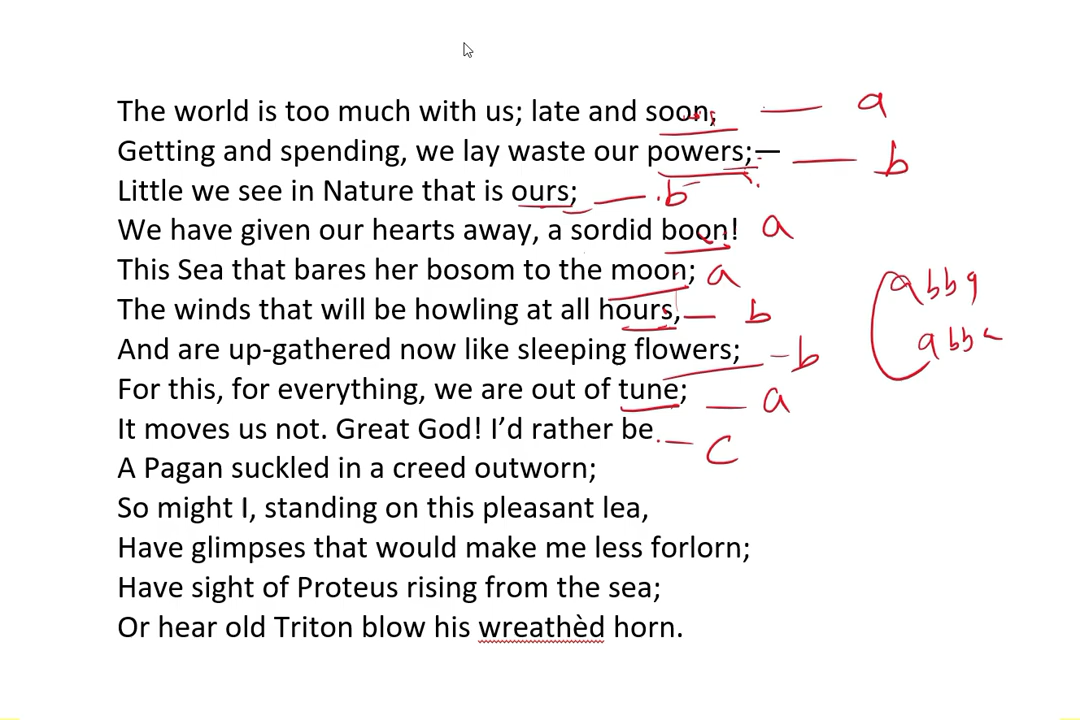 The world is too much with us; late and soon, — a
Getting and spending, we lay waste our powers;— — b
Little we see in Nature that is ours; — b
We have given our hearts away, a sordid boon! a
This Sea that bares her bosom to the moon; a
The winds that will be howling at all hours, — b
And are up-gathered now like sleeping flowers; – b
For this, for everything, we are out of tune; — a
It moves us not. Great God! I’d rather be – C
A Pagan suckled in a creed outworn;
So might I, standing on this pleasant lea,
Have glimpses that would make me less forlorn;
Have sight of Proteus rising from the sea;
Or hear old Triton blow his wreathèd horn.
abba
abba